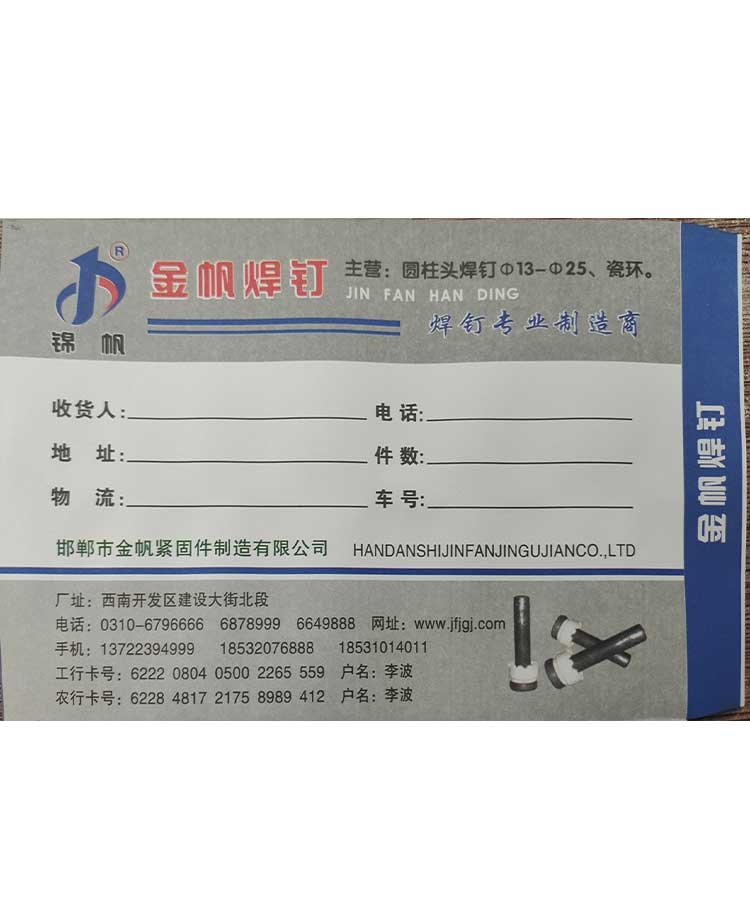 ®
锦 帆
金帆焊钉
主营：圆柱头焊钉Φ13-Φ25、瓷环。
JIN FAN HAN DING
焊钉专业制造商
收货人： 电话：
地 址： 件数：
物 流： 车号：
邯郸市金帆紧固件制造有限公司 HANDANSHIJINFANJINGUJIANCO.,LTD
厂址：西南开发区建设大街北段
电话：0310-6796666 6878999 6649888 网址：www.jfjgj.com
手机：13722394999 18532076888 18531014011
工行卡号：6222 0804 0500 2265 559 户名：李波
农行卡号：6228 4817 2175 8989 412 户名：李波
金帆焊钉